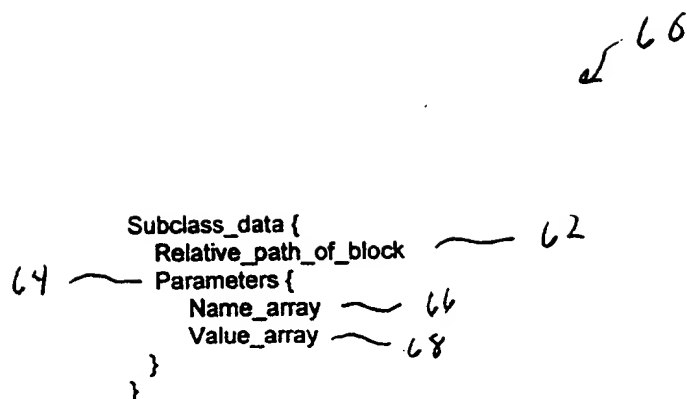 60
Subclass_data {
Relative_path_of_block 62
64 Parameters {
Name_array 66
Value_array 68
}
}